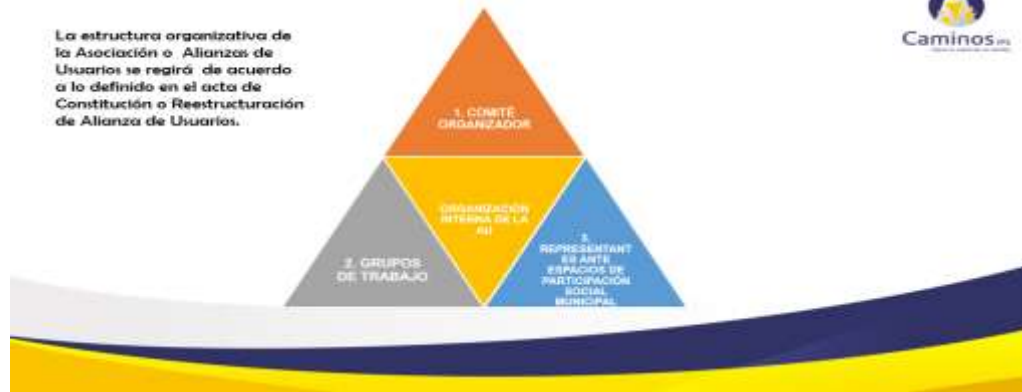 La estructura organizativa de
la Asociación o Alianzas de
Usuarios se regirá de acuerdo
a lo definido en el acta de
Constitución o Reestructuración
de Alianza de Usuarios.
Caminos IPS
1. COMITÉ
ORGANIZADOR
ORGANIZACIÓN
INTERNA DE LA
AU
2. GRUPOS
DE TRABAJO
3.
REPRESENTANT
ES ANTE
ESPACIOS DE
PARTICIPACIÓN
SOCIAL
MUNICIPAL